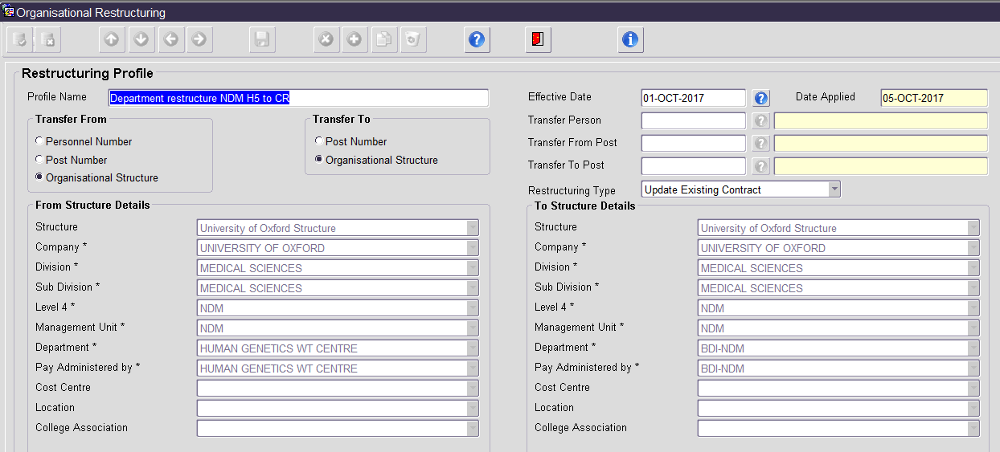 Organisational Restructuring
Restructuring Profile
Profile Name Department restructure NDM H5 to CR
Effective Date 01-OCT-2017 Date Applied 05-OCT-2017
Transfer From
Personnel Number
Post Number
Organisational Structure
Transfer To
Post Number
Organisational Structure
Transfer Person
Transfer From Post
Transfer To Post
Restructuring Type Update Existing Contract
From Structure Details
Structure University of Oxford Structure
Company * UNIVERSITY OF OXFORD
Division * MEDICAL SCIENCES
Sub Division * MEDICAL SCIENCES
Level 4 * NDM
Management Unit * NDM
Department * HUMAN GENETICS WT CENTRE
Pay Administered by * HUMAN GENETICS WT CENTRE
Cost Centre
Location
College Association
To Structure Details
Structure University of Oxford Structure
Company * UNIVERSITY OF OXFORD
Division * MEDICAL SCIENCES
Sub Division * MEDICAL SCIENCES
Level 4 * NDM
Management Unit * NDM
Department * BDI-NDM
Pay Administered by * BDI-NDM
Cost Centre
Location
College Association